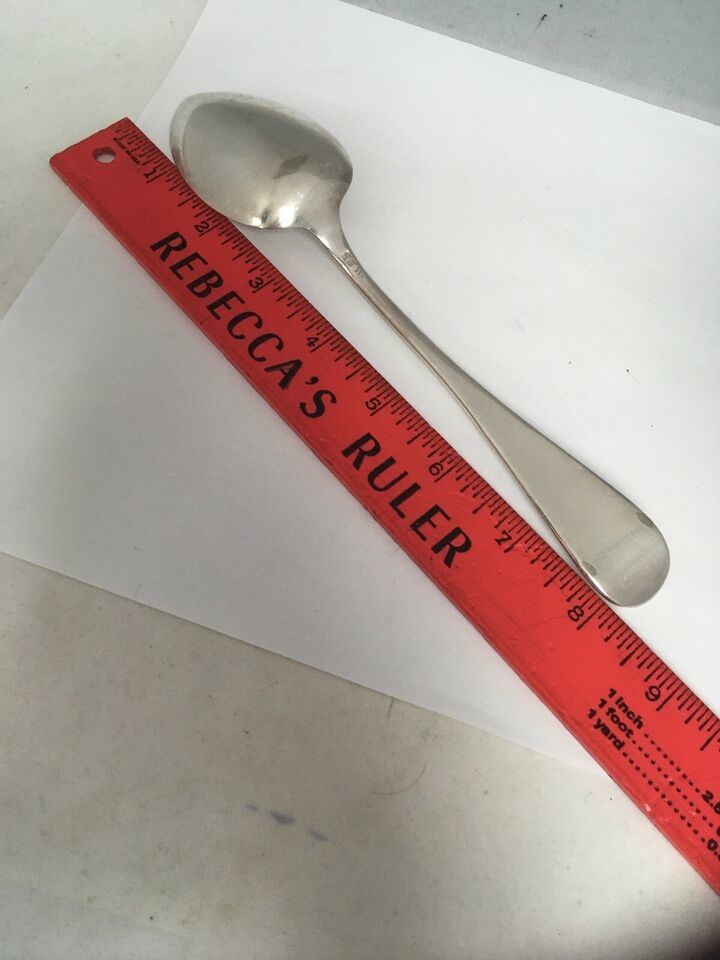 1 2 3 4 5 6 7 8 9
REBECCA'S RULER
1 inch
1 foot
1 yard